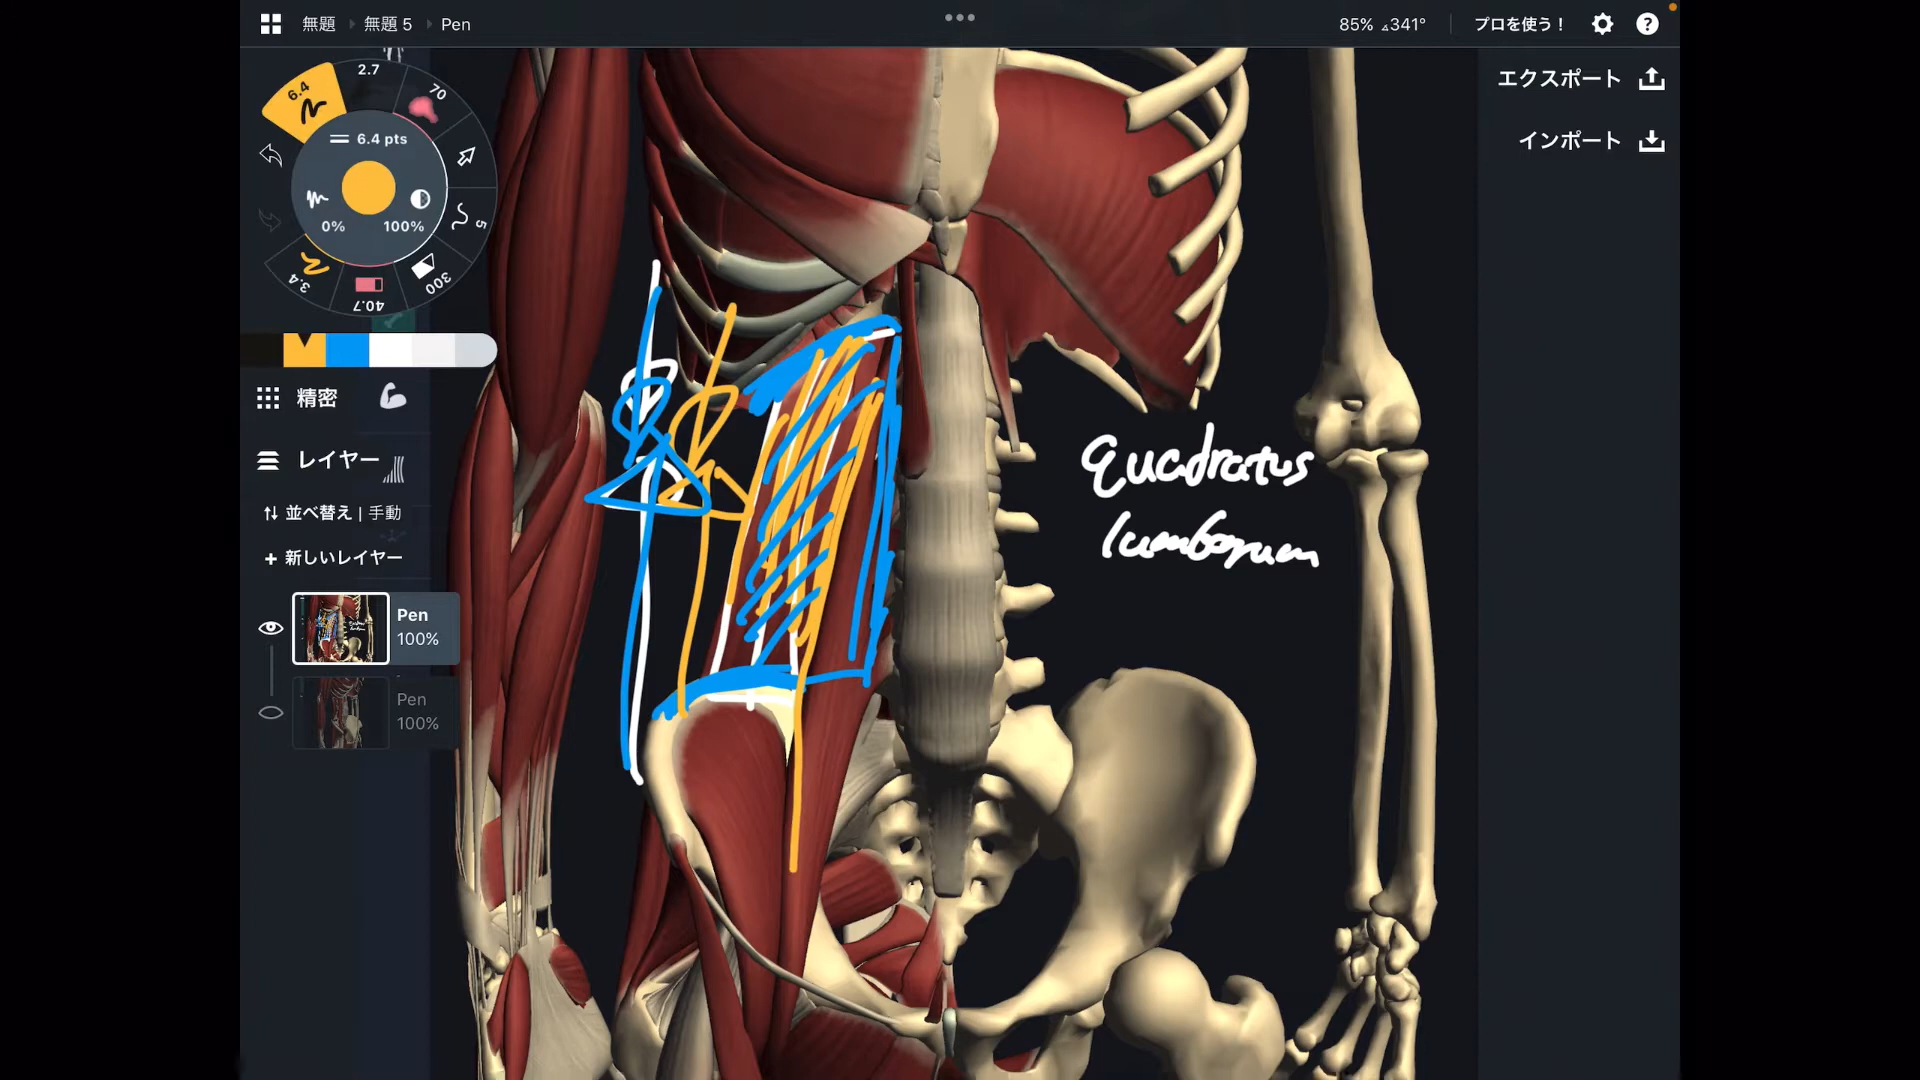 無題 › 無題 5 › Pen
85% ⦟341°
プロを使う!
エクスポート
インポート
2.7
6.4
70
6.4 pts
0%
100%
5
300
40.7
3.4
精密
レイヤー
並べ替え | 手動
+ 新しいレイヤー
Pen
100%
Pen
100%
Quadratus
lumborum